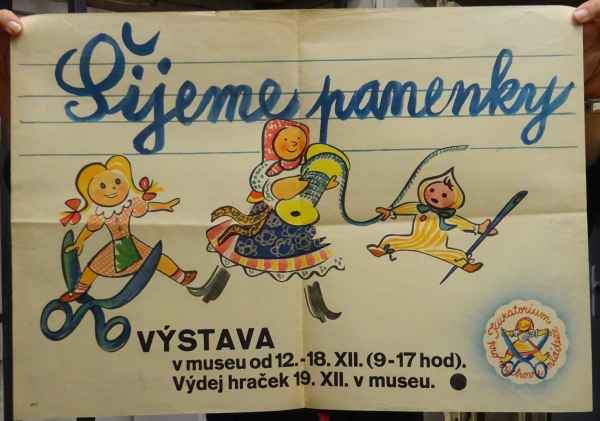 Šijeme panenky
VÝSTAVA
v museu od 12.-18. XII. (9-17 hod).
Výdej hraček 19. XII. v museu.